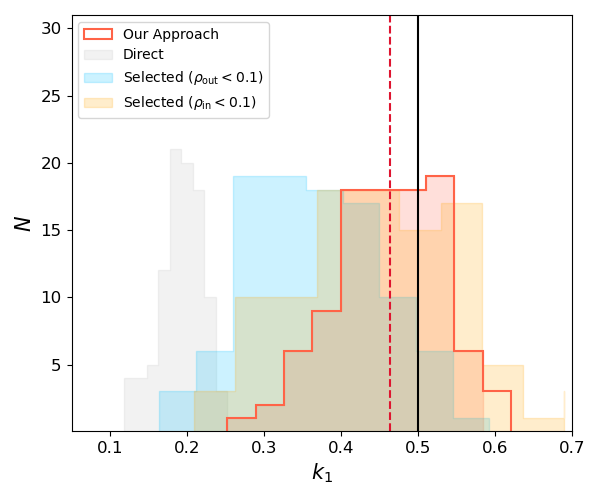 Our Approach
Direct
Selected (ρout < 0.1)
Selected (ρin < 0.1)
N
30
25
20
15
10
5
0.1 0.2 0.3 0.4 0.5 0.6 0.7
k1